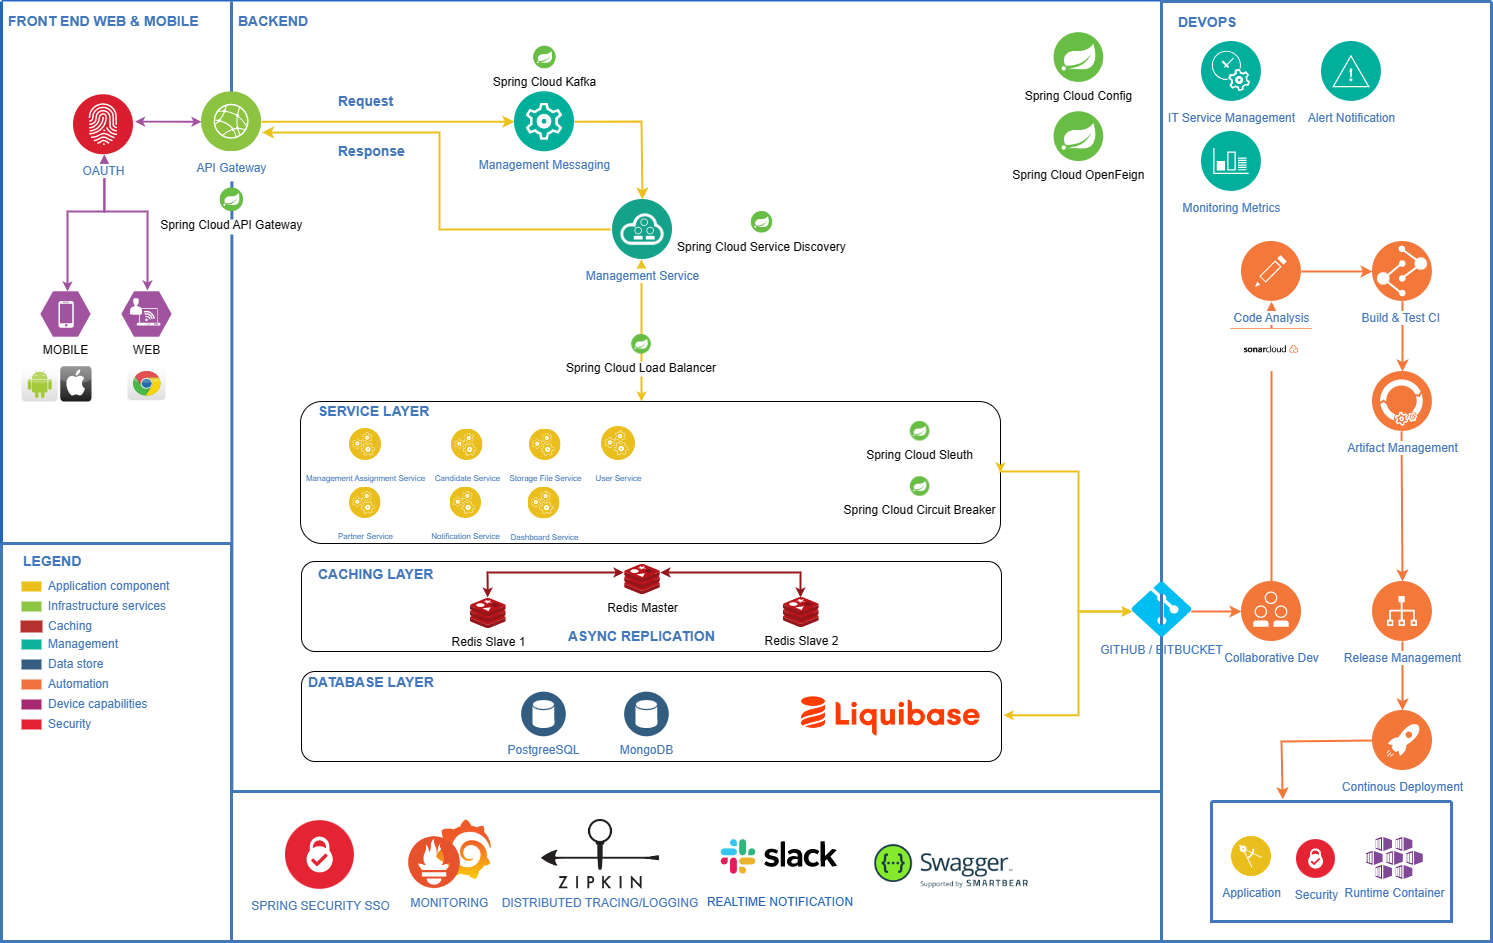 FRONT END WEB & MOBILE
BACKEND
DEVOPS
Spring Cloud Kafka
Request
Response
Management Messaging
OAUTH
API Gateway
Spring Cloud API Gateway
Spring Cloud Config
Spring Cloud OpenFeign
Spring Cloud Service Discovery
Management Service
MOBILE
WEB
Spring Cloud Load Balancer
SERVICE LAYER
Management Assignment Service
Candidate Service
Storage File Service
User Service
Partner Service
Notification Service
Dashboard Service
Spring Cloud Sleuth
Spring Cloud Circuit Breaker
CACHING LAYER
Redis Master
Redis Slave 1
ASYNC REPLICATION
Redis Slave 2
DATABASE LAYER
PostgreeSQL
MongoDB
Liquibase
LEGEND
Application component
Infrastructure services
Caching
Management
Data store
Automation
Device capabilities
Security
SPRING SECURITY SSO
MONITORING
ZIPKIN
DISTRIBUTED TRACING/LOGGING
slack
REALTIME NOTIFICATION
{··}
Swagger™
Supported by SMARTBEAR
IT Service Management
Alert Notification
Monitoring Metrics
Code Analysis
sonarcloud
Build & Test CI
Artifact Management
GITHUB / BITBUCKET
Collaborative Dev
Release Management
Continous Deployment
Application
Security
Runtime Container